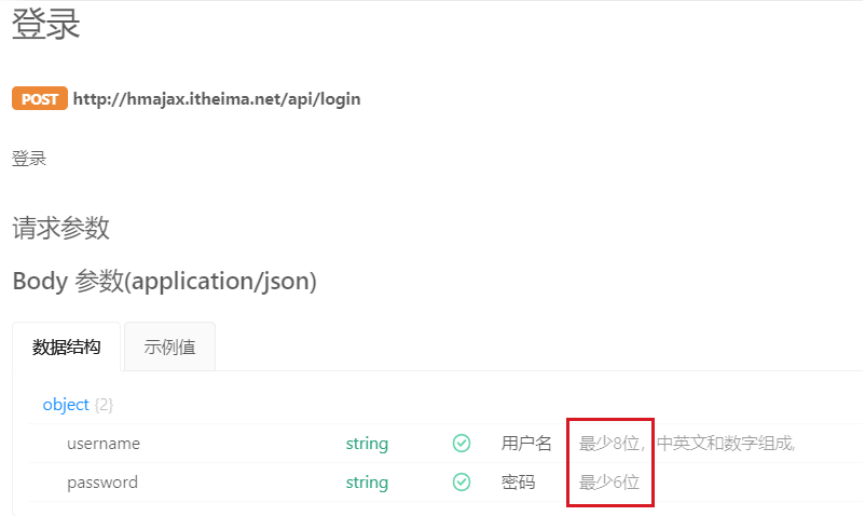 登录
POST http://hmajax.itheima.net/api/login
登录
请求参数
Body 参数(application/json)
数据结构 示例值
object {2}
username string 用户名 最少8位，中英文和数字组成,
password string 密码 最少6位